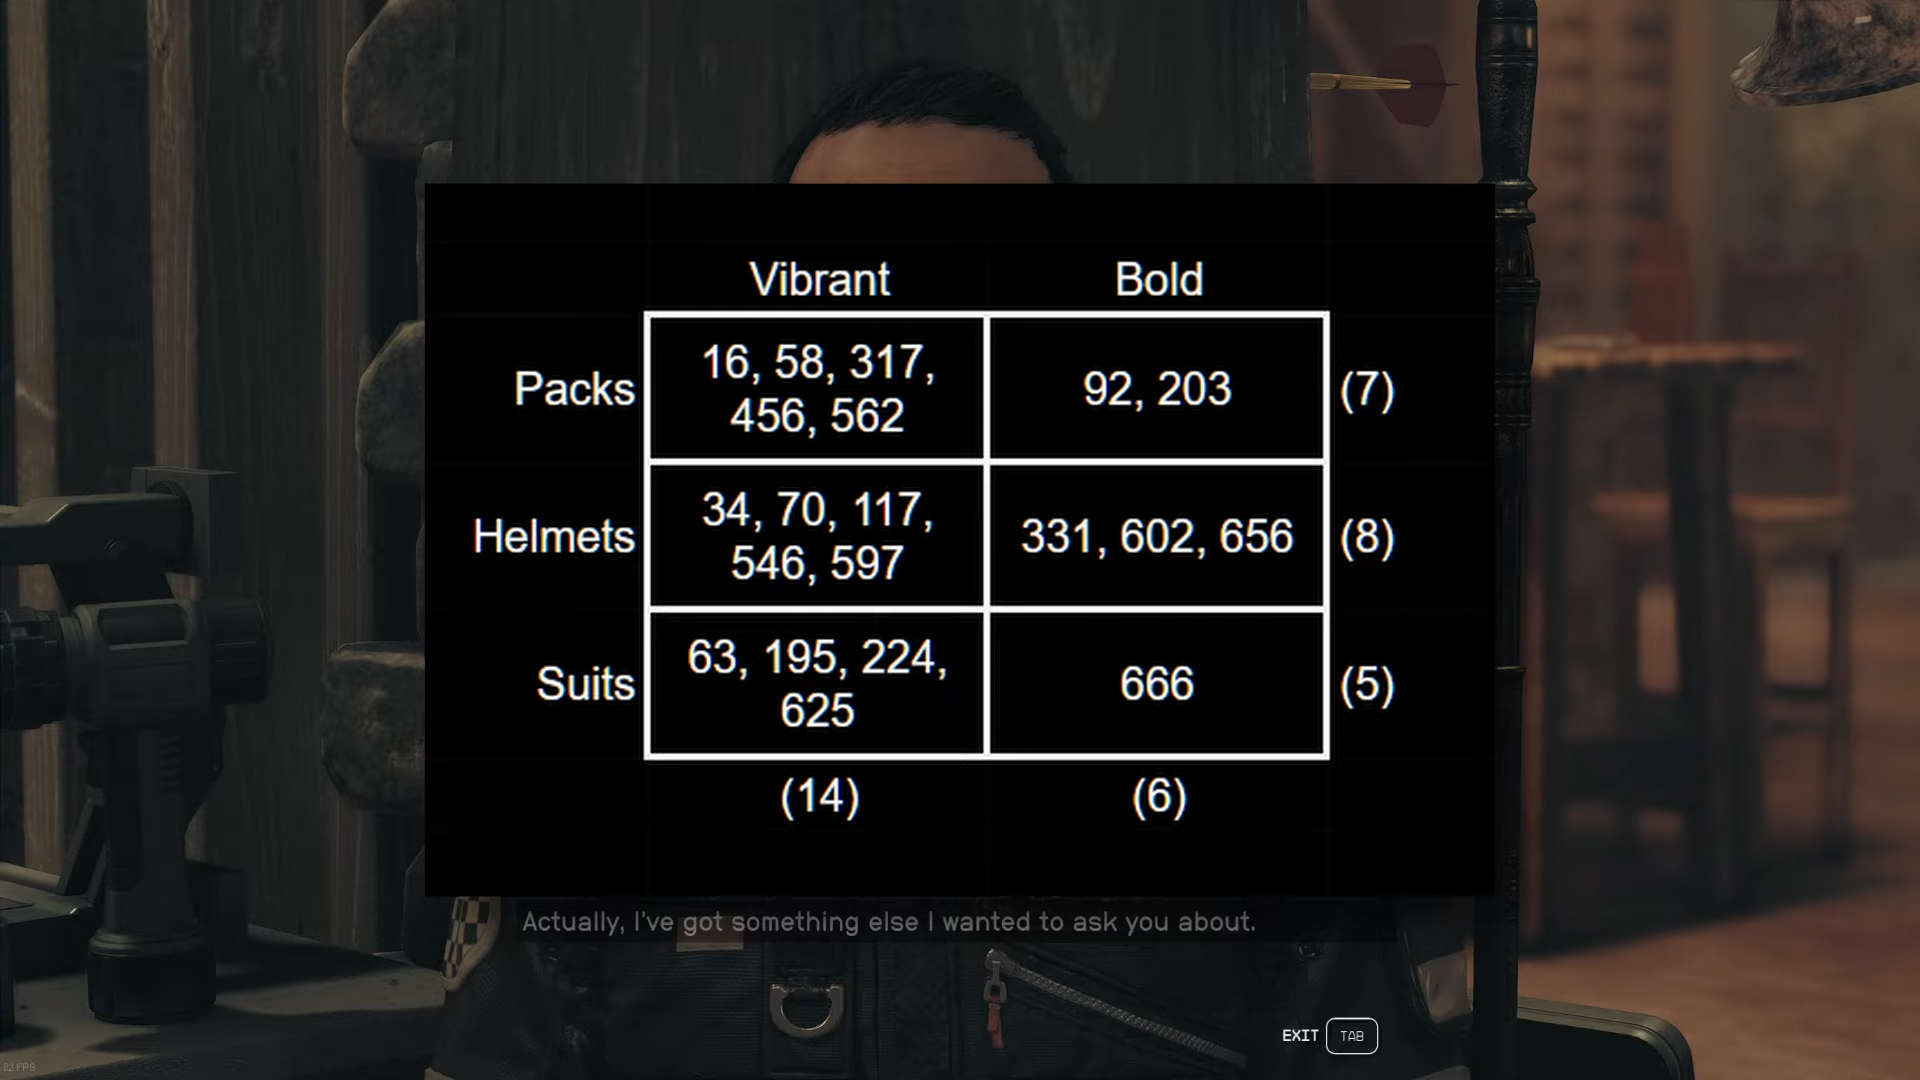 Vibrant Bold
Packs
16, 58, 317,
456, 562
92, 203
(7)
Helmets
34, 70, 117,
546, 597
331, 602, 656
(8)
Suits
63, 195, 224,
625
666
(5)
(14) (6)
Actually, I've got something else I wanted to ask you about.
EXIT TAB
82 FPS